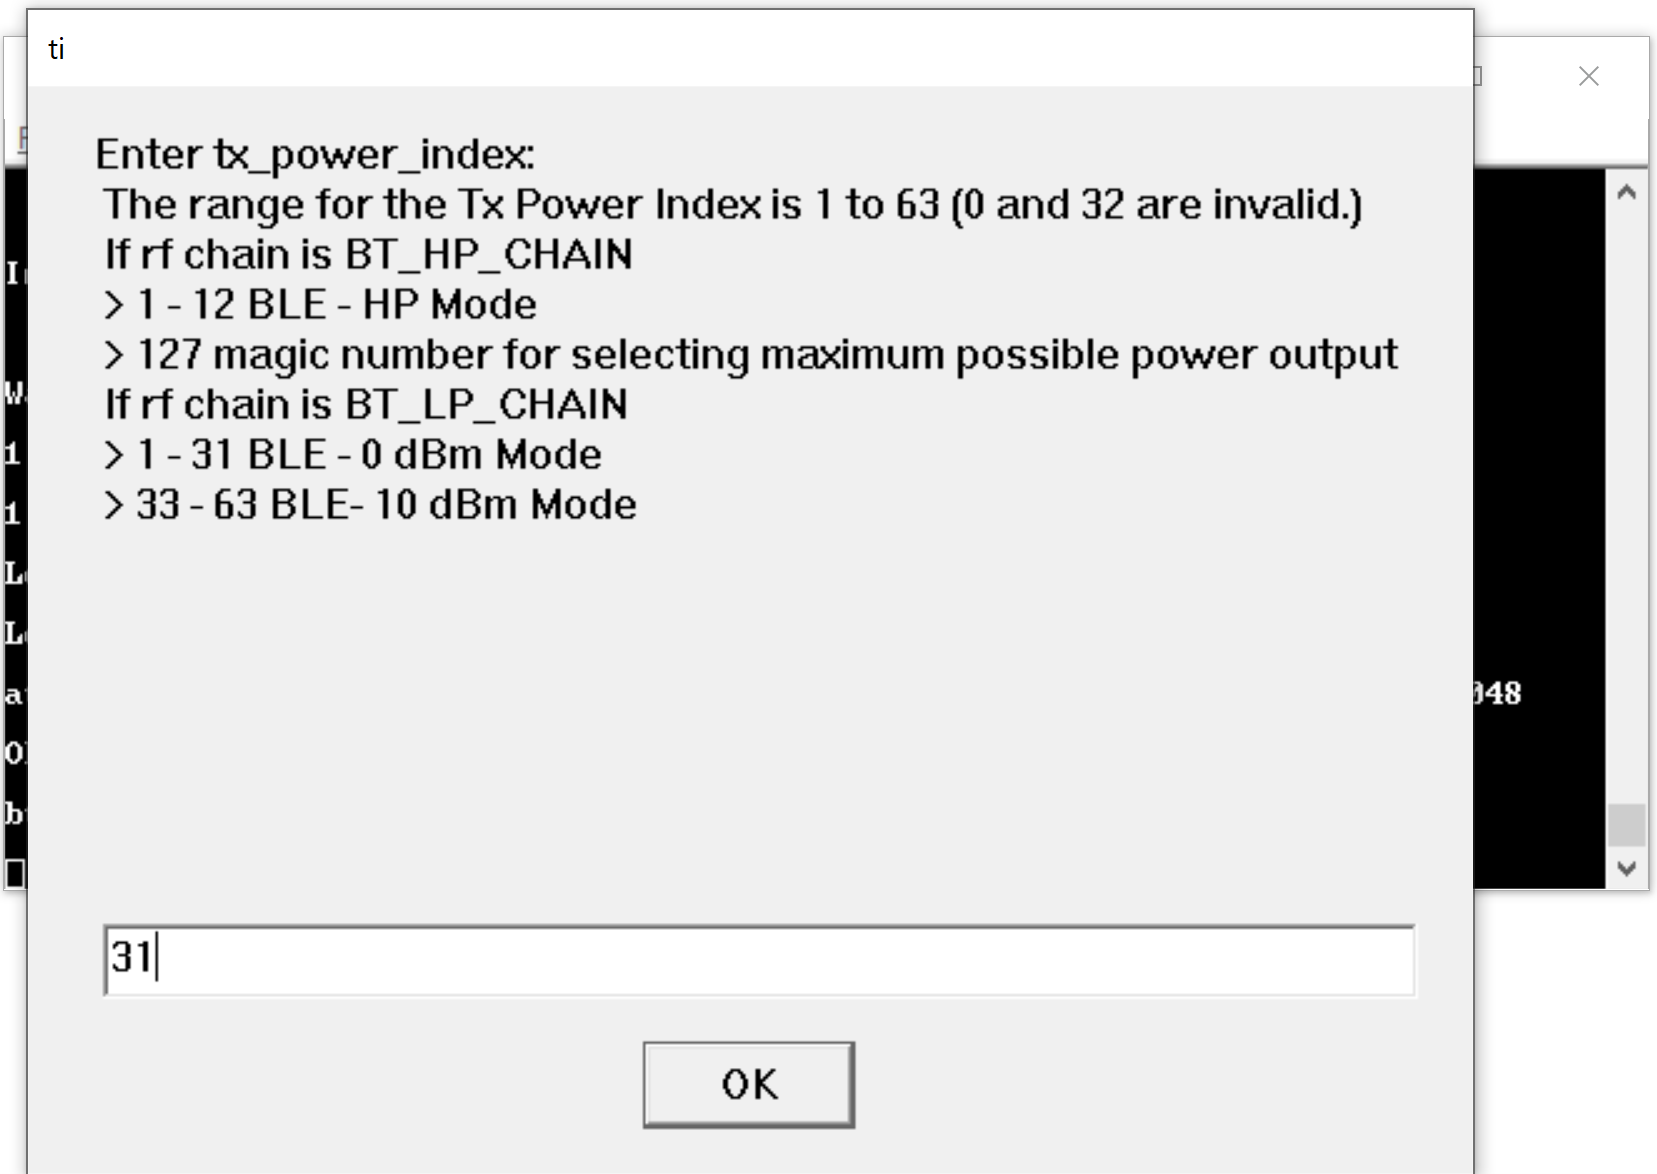 ti
Enter tx_power_index:
The range for the Tx Power Index is 1 to 63 (0 and 32 are invalid.)
If rf chain is BT_HP_CHAIN
> 1 - 12 BLE - HP Mode
> 127 magic number for selecting maximum possible power output
If rf chain is BT_LP_CHAIN
> 1 - 31 BLE - 0 dBm Mode
> 33 - 63 BLE- 10 dBm Mode
1
1
31
OK